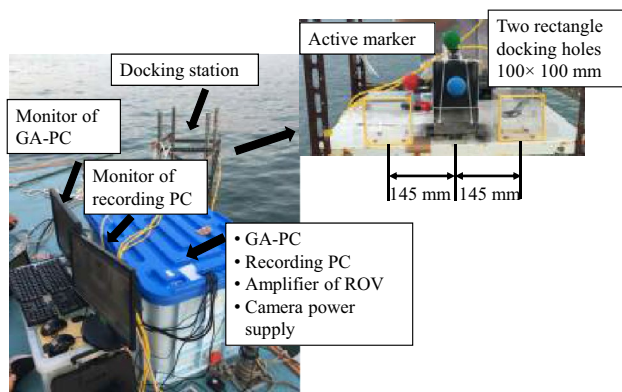 Active marker
Two rectangle
docking holes
100× 100 mm
Docking station
Monitor of
GA-PC
Monitor of
recording PC
145 mm
145 mm
• GA-PC
• Recording PC
• Amplifier of ROV
• Camera power
supply